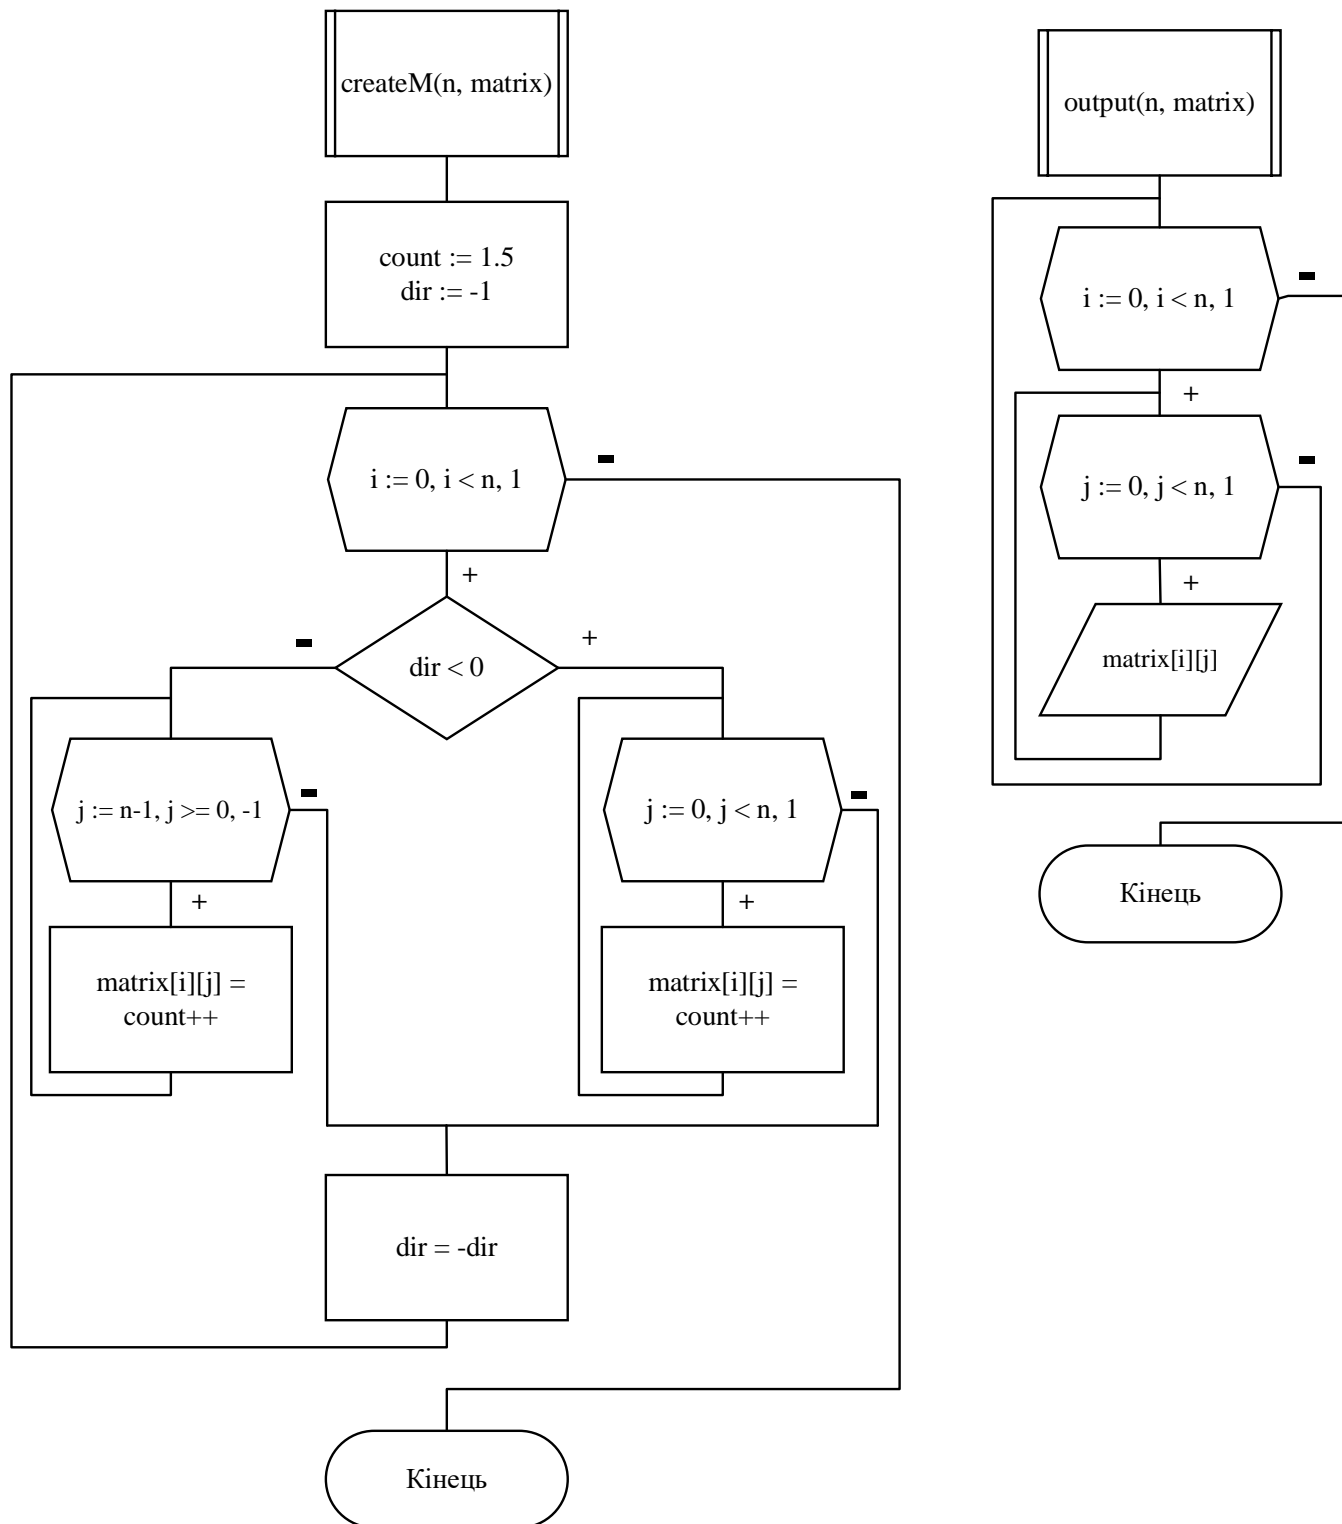 createM(n, matrix)
count := 1.5
dir := -1
i := 0, i < n, 1
-
+
dir < 0
-
+
j := n-1, j >= 0, -1
-
+
matrix[i][j] =
count++
j := 0, j < n, 1
-
+
matrix[i][j] =
count++
dir = -dir
Кінець
output(n, matrix)
i := 0, i < n, 1
-
+
j := 0, j < n, 1
-
+
matrix[i][j]
Кінець